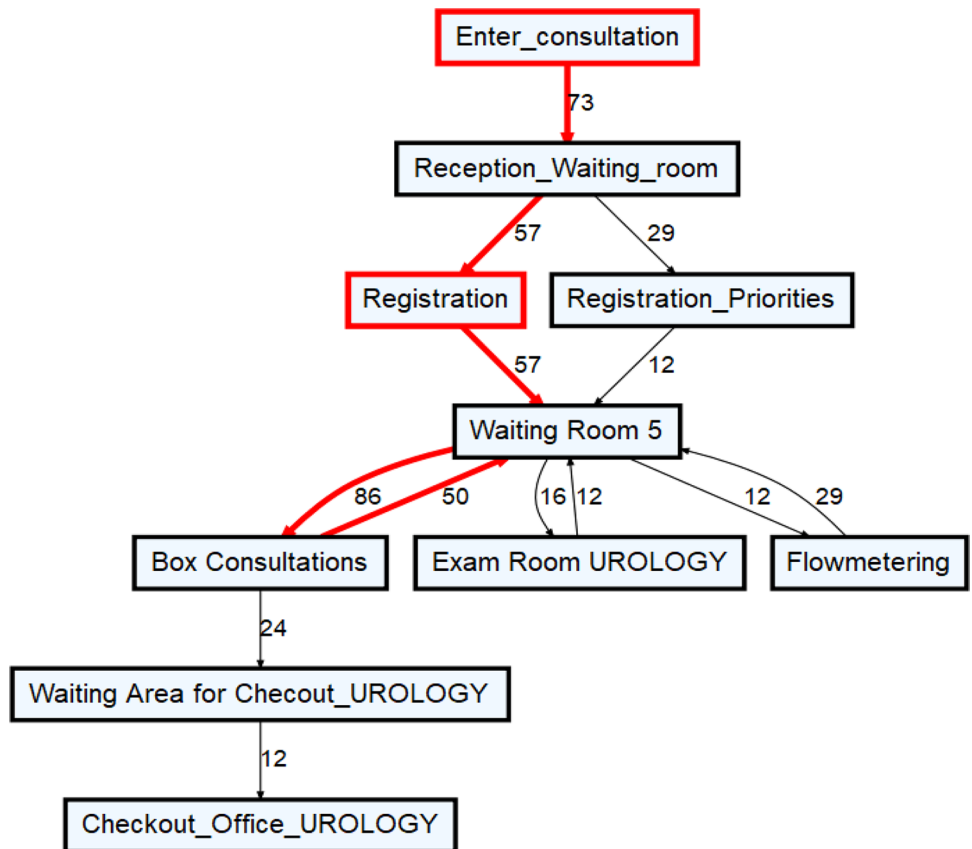 Enter_consultation
73
Reception_Waiting_room
57
29
Registration
Registration_Priorities
57
12
Waiting Room 5
86
50
16
12
12
29
Box Consultations
Exam Room UROLOGY
Flowmetering
24
Waiting Area for Checout_UROLOGY
12
Checkout_Office_UROLOGY